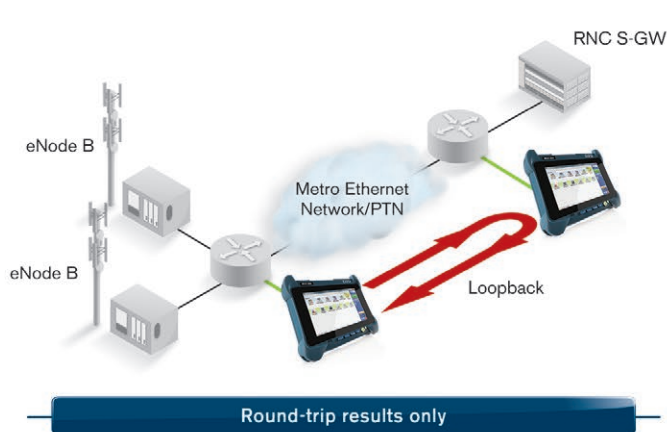 RNC S-GW
eNode B
Metro Ethernet
Network/PTN
eNode B
Loopback
Round-trip results only